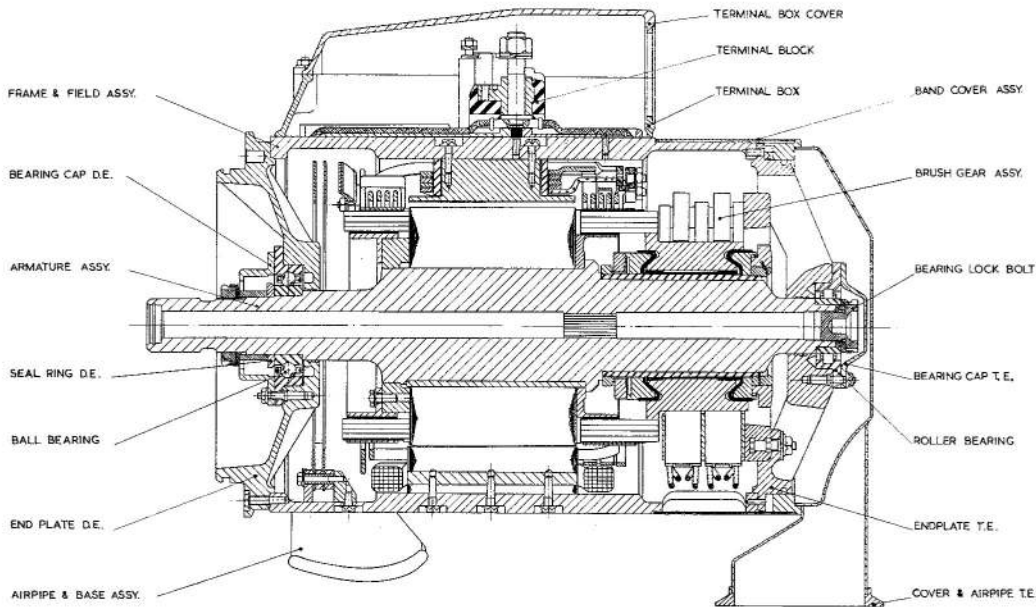 TERMINAL BOX COVER
TERMINAL BLOCK
TERMINAL BOX
FRAME & FIELD ASSY.
BAND COVER ASSY.
BEARING CAP D.E.
BRUSH GEAR ASSY.
ARMATURE ASSY.
BEARING LOCK BOLT
SEAL RING D.E.
BEARING CAP T.E.
BALL BEARING
ROLLER BEARING
END PLATE D.E.
ENDPLATE T.E.
AIRPIPE & BASE ASSY.
COVER & AIRPIPE T.E